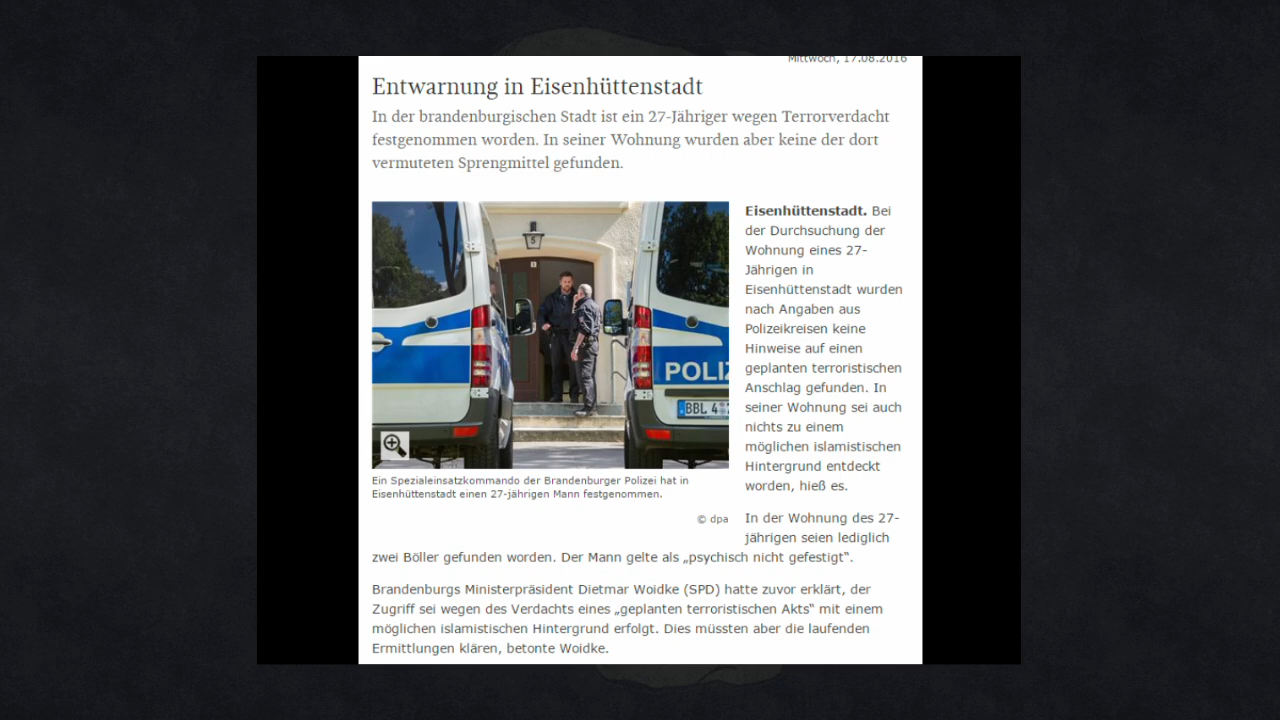 Mittwoch, 17.08.2016
Entwarnung in Eisenhüttenstadt
In der brandenburgischen Stadt ist ein 27-Jähriger wegen Terrorverdacht
festgenommen worden. In seiner Wohnung wurden aber keine der dort
vermuteten Sprengmittel gefunden.
5
POLIZ
BBL 4
Ein Spezialeinsatzkommando der Brandenburger Polizei hat in
Eisenhüttenstadt einen 27-jährigen Mann festgenommen.
© dpa
Eisenhüttenstadt. Bei
der Durchsuchung der
Wohnung eines 27-
Jährigen in
Eisenhüttenstadt wurden
nach Angaben aus
Polizeikreisen keine
Hinweise auf einen
geplanten terroristischen
Anschlag gefunden. In
seiner Wohnung sei auch
nichts zu einem
möglichen islamistischen
Hintergrund entdeckt
worden, hieß es.
In der Wohnung des 27-
jährigen seien lediglich
zwei Böller gefunden worden. Der Mann gelte als „psychisch nicht gefestigt“.
Brandenburgs Ministerpräsident Dietmar Woidke (SPD) hatte zuvor erklärt, der
Zugriff sei wegen des Verdachts eines „geplanten terroristischen Akts“ mit einem
möglichen islamistischen Hintergrund erfolgt. Dies müssten aber die laufenden
Ermittlungen klären, betonte Woidke.